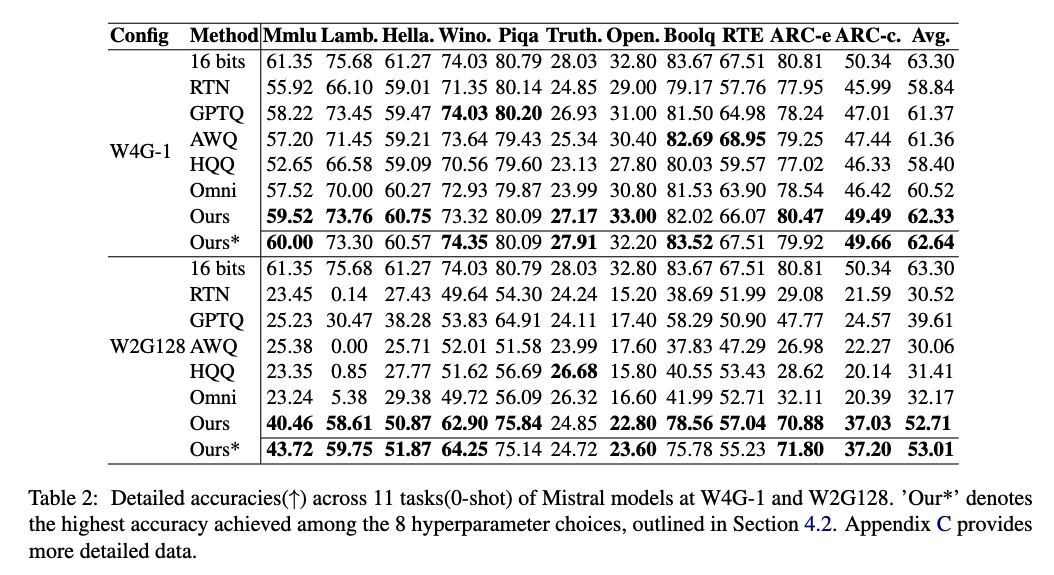 Config Method Mmlu Lamb. Hella. Wino. Piqa Truth. Open. Boolq RTE ARC-e ARC-c. Avg.
16 bits 61.35 75.68 61.27 74.03 80.79 28.03 32.80 83.67 67.51 80.81 50.34 63.30
RTN 55.92 66.10 59.01 71.35 80.14 24.85 29.00 79.17 57.76 77.95 45.99 58.84
GPTQ 58.22 73.45 59.47 74.03 80.20 26.93 31.00 81.50 64.98 78.24 47.01 61.37
W4G-1 AWQ 57.20 71.45 59.21 73.64 79.43 25.34 30.40 82.69 68.95 79.25 47.44 61.36
HQQ 52.65 66.58 59.09 70.56 79.60 23.13 27.80 80.03 59.57 77.02 46.33 58.40
Omni 57.52 70.00 60.27 72.93 79.87 23.99 30.80 81.53 63.90 78.54 46.42 60.52
Ours 59.52 73.76 60.75 73.32 80.09 27.17 33.00 82.02 66.07 80.47 49.49 62.33
Ours* 60.00 73.30 60.57 74.35 80.09 27.91 32.20 83.52 67.51 79.92 49.66 62.64
16 bits 61.35 75.68 61.27 74.03 80.79 28.03 32.80 83.67 67.51 80.81 50.34 63.30
RTN 23.45 0.14 27.43 49.64 54.30 24.24 15.20 38.69 51.99 29.08 21.59 30.52
GPTQ 25.23 30.47 38.28 53.83 64.91 24.11 17.40 58.29 50.90 47.77 24.57 39.61
W2G128 AWQ 25.38 0.00 25.71 52.01 51.58 23.99 17.60 37.83 47.29 26.98 22.27 30.06
HQQ 23.35 0.85 27.77 51.62 56.69 26.68 15.80 40.55 53.43 28.62 20.14 31.41
Omni 23.24 5.38 29.38 49.72 56.09 26.32 16.60 41.99 52.71 32.11 20.39 32.17
Ours 40.46 58.61 50.87 62.90 75.84 24.85 22.80 78.56 57.04 70.88 37.03 52.71
Ours* 43.72 59.75 51.87 64.25 75.14 24.72 23.60 75.78 55.23 71.80 37.20 53.01
Table 2: Detailed accuracies(↑) across 11 tasks(0-shot) of Mistral models at W4G-1 and W2G128. ’Our*’ denotes
the highest accuracy achieved among the 8 hyperparameter choices, outlined in Section 4.2. Appendix C provides
more detailed data.